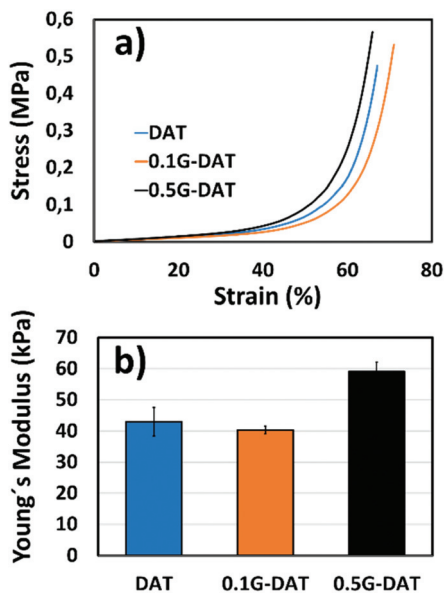 a)
Stress (MPa)
0,6
0,5
0,4
0,3
0,2
0,1
0
DAT
0.1G-DAT
0.5G-DAT
0 20 40 60 80
Strain (%)
b)
Young´s Modulus (kPa)
70
60
50
40
30
20
10
0
DAT 0.1G-DAT 0.5G-DAT